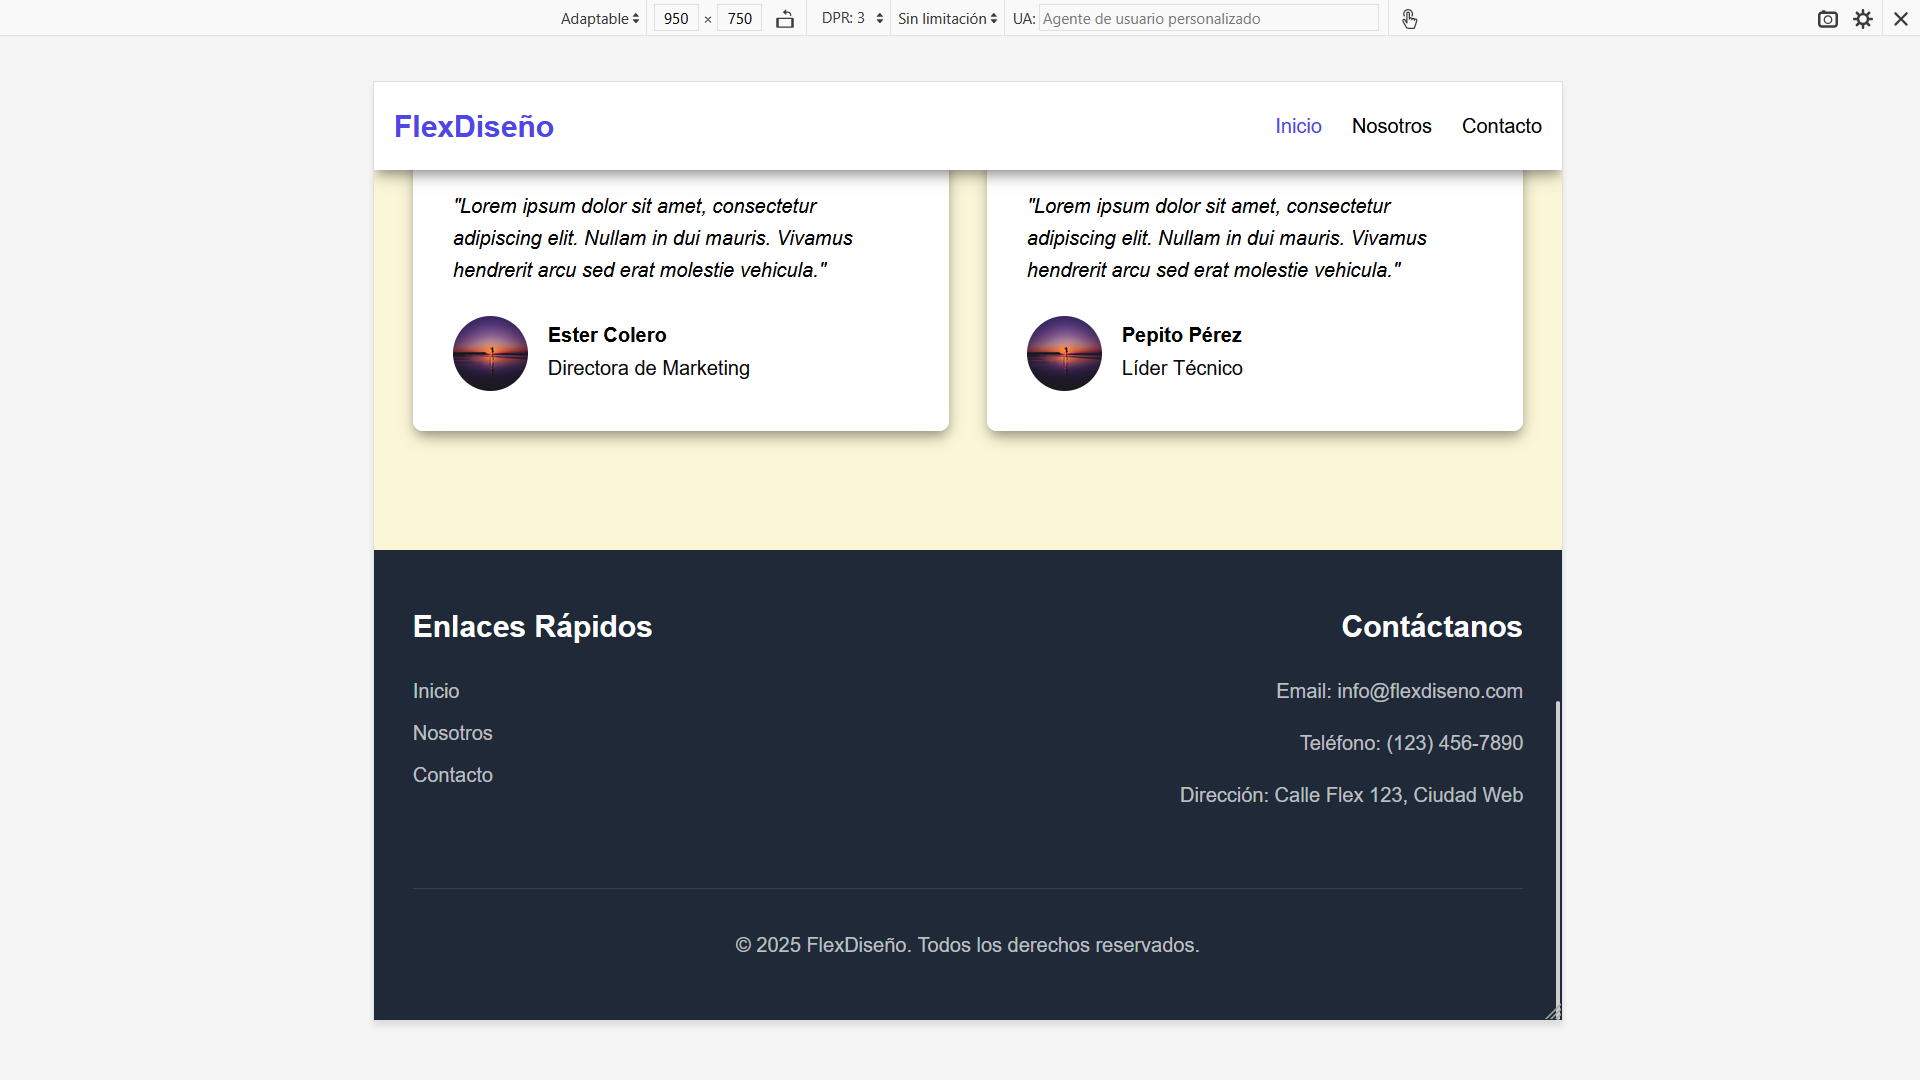 Adaptable 950 × 750 DPR: 3 Sin limitación UA: Agente de usuario personalizado
FlexDiseño Inicio Nosotros Contacto
"Lorem ipsum dolor sit amet, consectetur
adipiscing elit. Nullam in dui mauris. Vivamus
hendrerit arcu sed erat molestie vehicula."
Ester Colero
Directora de Marketing
"Lorem ipsum dolor sit amet, consectetur
adipiscing elit. Nullam in dui mauris. Vivamus
hendrerit arcu sed erat molestie vehicula."
Pepito Pérez
Líder Técnico
Enlaces Rápidos
Inicio
Nosotros
Contacto
Contáctanos
Email: info@flexdiseno.com
Teléfono: (123) 456-7890
Dirección: Calle Flex 123, Ciudad Web
© 2025 FlexDiseño. Todos los derechos reservados.